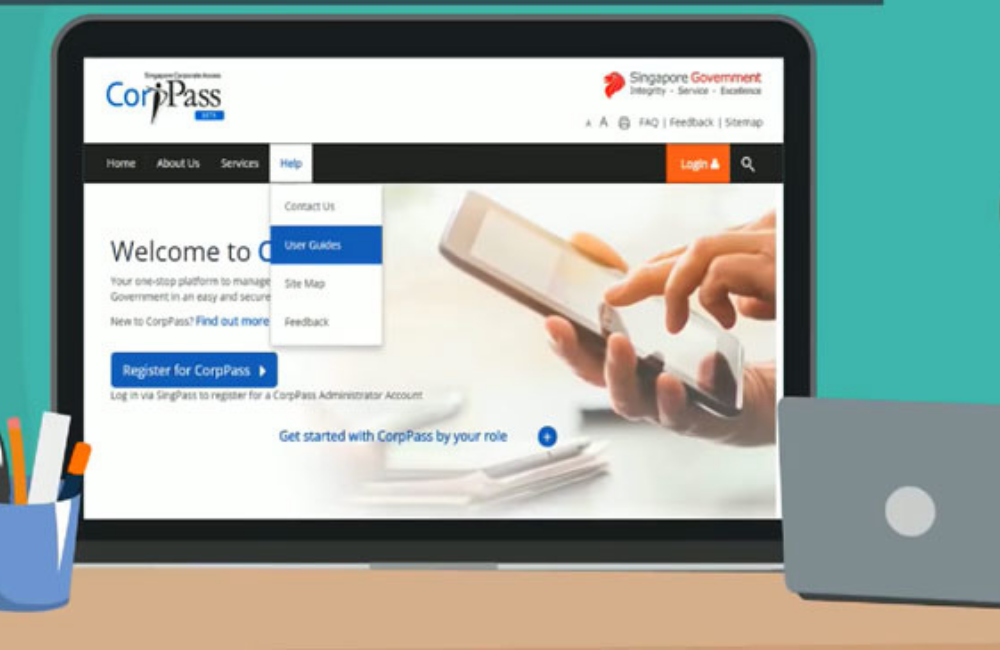 Singapore Corporate Access
CorpPass
BETA
Singapore Government
Integrity - Service - Excellence
A A FAQ | Feedback | Sitemap
Home About Us Services Help Login
Contact Us
User Guides
Site Map
Feedback
Welcome to C
Your one-stop platform to manage
Government in an easy and secure
New to CorpPass? Find out more
Register for CorpPass
Log in via SingPass to register for a CorpPass Administrator Account
Get started with CorpPass by your role